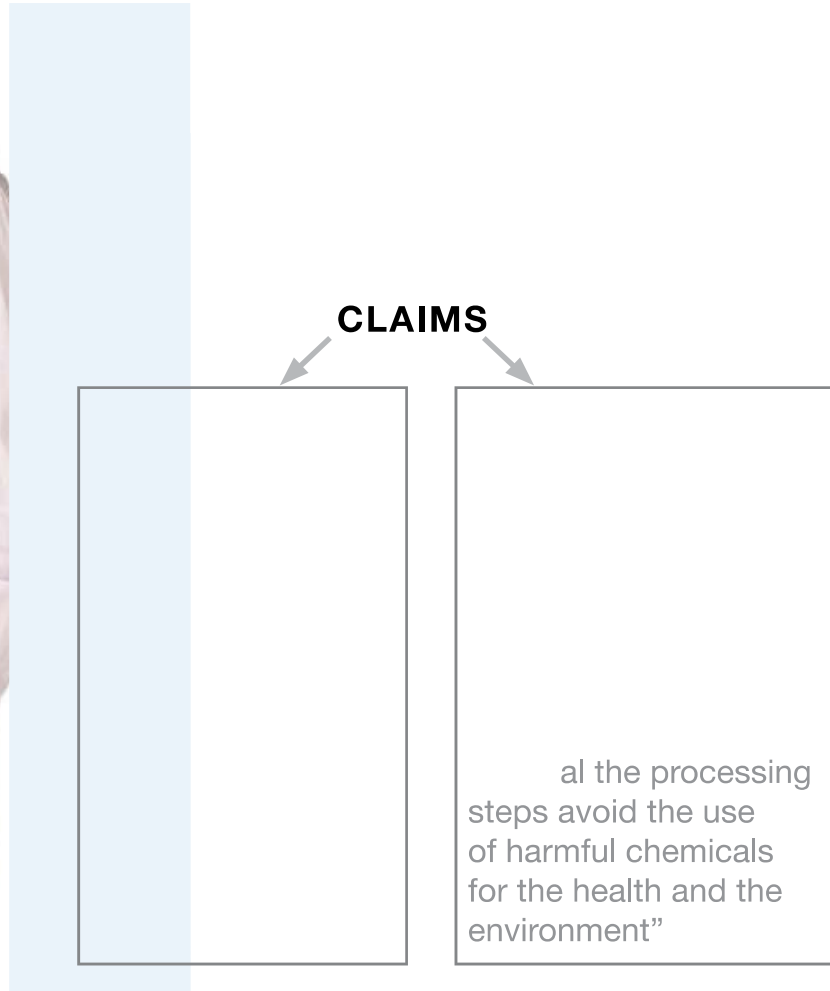 CLAIMS
al the processing
steps avoid the use
of harmful chemicals
for the health and the
environment”